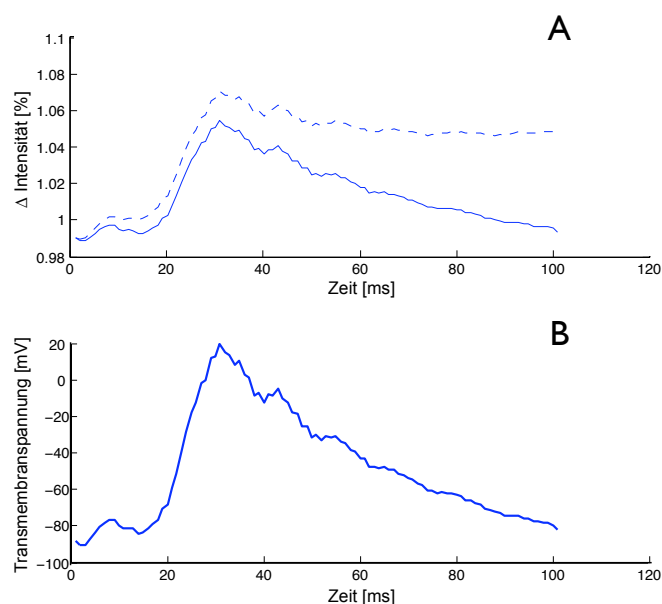 A
1.1
1.08
1.06
1.04
1.02
1
0.98
Δ Intensität [%]
0 20 40 60 80 100 120
Zeit [ms]
B
20
0
−20
−40
−60
−80
−100
Transmembranspannung [mV]
0 20 40 60 80 100 120
Zeit [ms]